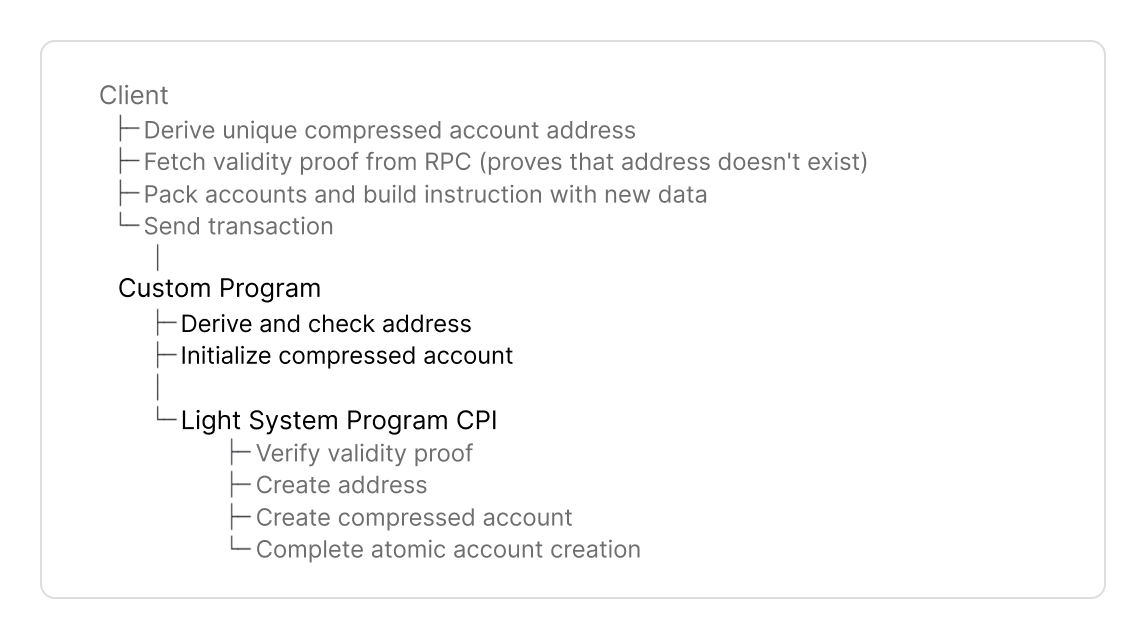 Client
├─ Derive unique compressed account address
├─ Fetch validity proof from RPC (proves that address doesn't exist)
├─ Pack accounts and build instruction with new data
└─ Send transaction
│
Custom Program
├─ Derive and check address
├─ Initialize compressed account
│
└─ Light System Program CPI
├─ Verify validity proof
├─ Create address
├─ Create compressed account
└─ Complete atomic account creation